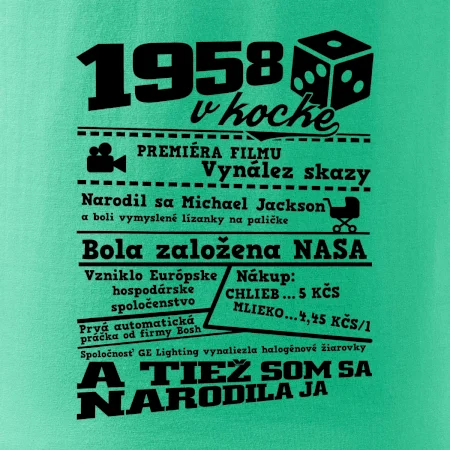 1958
v kocke
PREMIÉRA FILMU
Vynález skazy
Narodil sa Michael Jackson
a boli vymyslené lízanky na paličke
Bola založena NASA
Vzniklo Európske
hospodárske
spoločenstvo
Nákup:
CHLIEB ... 5 KČS
MLIEKO ... 4,45 KČS/l
Prvá automatická
práčka od firmy Bosh
Spoločnosť GE Lighting vynaliezla halogénové žiarovky
A TIEŽ SOM SA
NARODILA JA